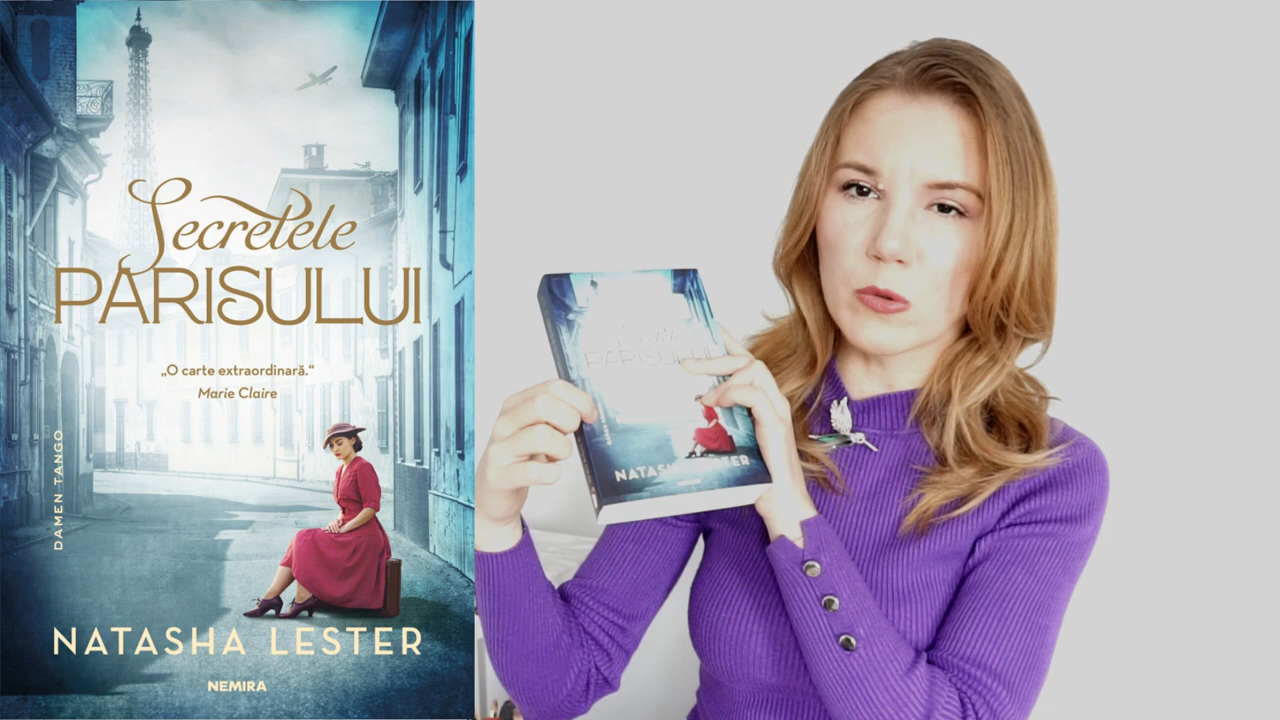 Secretele
PARISULUI
„O carte extraordinară.“
Marie Claire
DAMEN TANGO
NATASHA LESTER
NEMIRA
PARISULUI
NATASHA LESTER